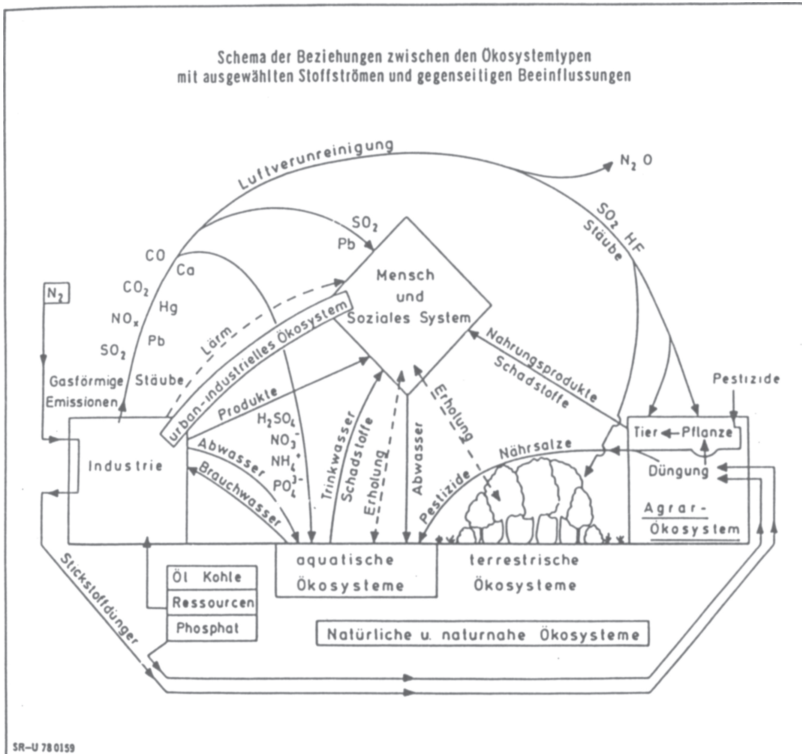 Schema der Beziehungen zwischen den Ökosystemtypen
mit ausgewählten Stoffströmen und gegenseitigen Beeinflussungen
Luftverunreinigung
N₂O
SO₂ HF
Stäube
SO₂
Pb
CO
Ca
CO₂
Hg
NOₓ
Pb
SO₂
Stäube
Gasförmige
Emissionen
N₂
Lärm
urban-industrielles Ökosystem
Mensch
und
Soziales System
Nahrungsprodukte
Schadstoffe
Pestizide
Produkte
Abwasser
Brauchwasser
H₂SO₄
NO₃⁻
NH₄⁺
PO₄³⁻
Trinkwasser
Schadstoffe
Erholung
Abwasser
Erholung
Pestizide
Nährsalze
Industrie
Tier
Pflanze
Düngung
Agrar-
Ökosystem
aquatische
Ökosysteme
terrestrische
Ökosysteme
Öl Kohle
Ressourcen
Phosphat
Stickstoffdünger
Natürliche u. naturnahe Ökosysteme
SR-U 78 0159